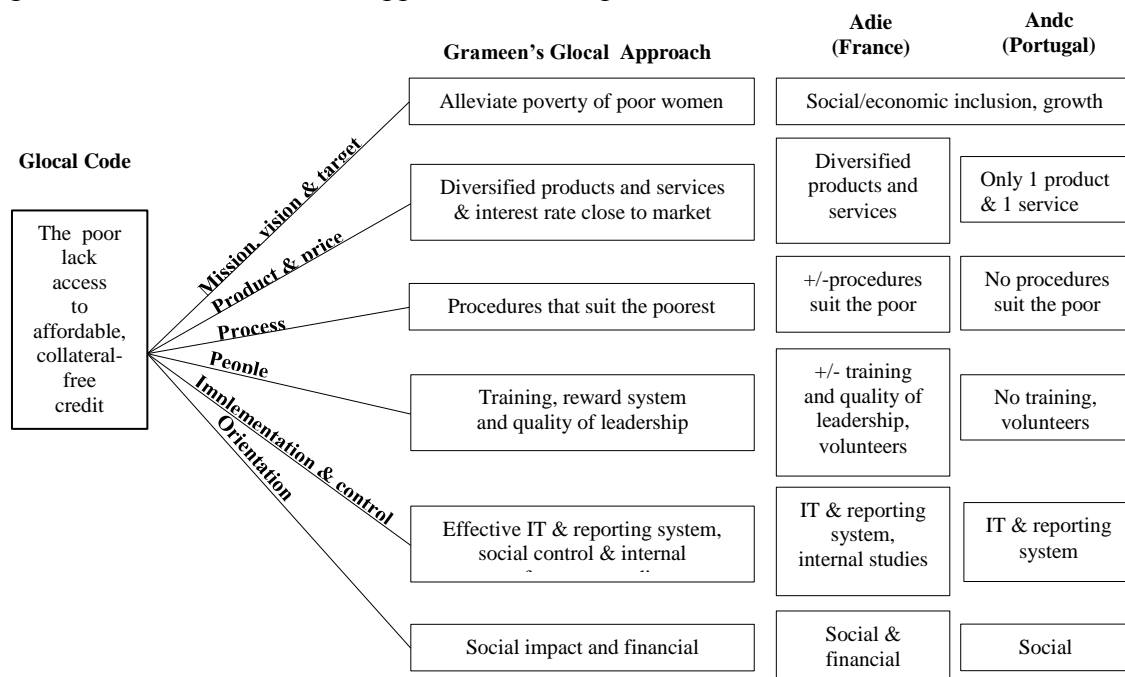 Adie
(France)
Andc
(Portugal)
Grameen's Glocal Approach
Glocal Code
The poor
lack
access
to
affordable,
collateral-
free
credit
Mission, vision & target
Alleviate poverty of poor women
Social/economic inclusion, growth
Product & price
Diversified products and services
& interest rate close to market
Diversified
products and
services
Only 1 product
& 1 service
Process
Procedures that suit the poorest
+/-procedures
suit the poor
No procedures
suit the poor
People
Training, reward system
and quality of leadership
+/- training
and quality of
leadership,
volunteers
No training,
volunteers
Implementation & control
Effective IT & reporting system,
social control & internal
IT & reporting
system,
internal studies
IT & reporting
system
Orientation
Social impact and financial
Social &
financial
Social